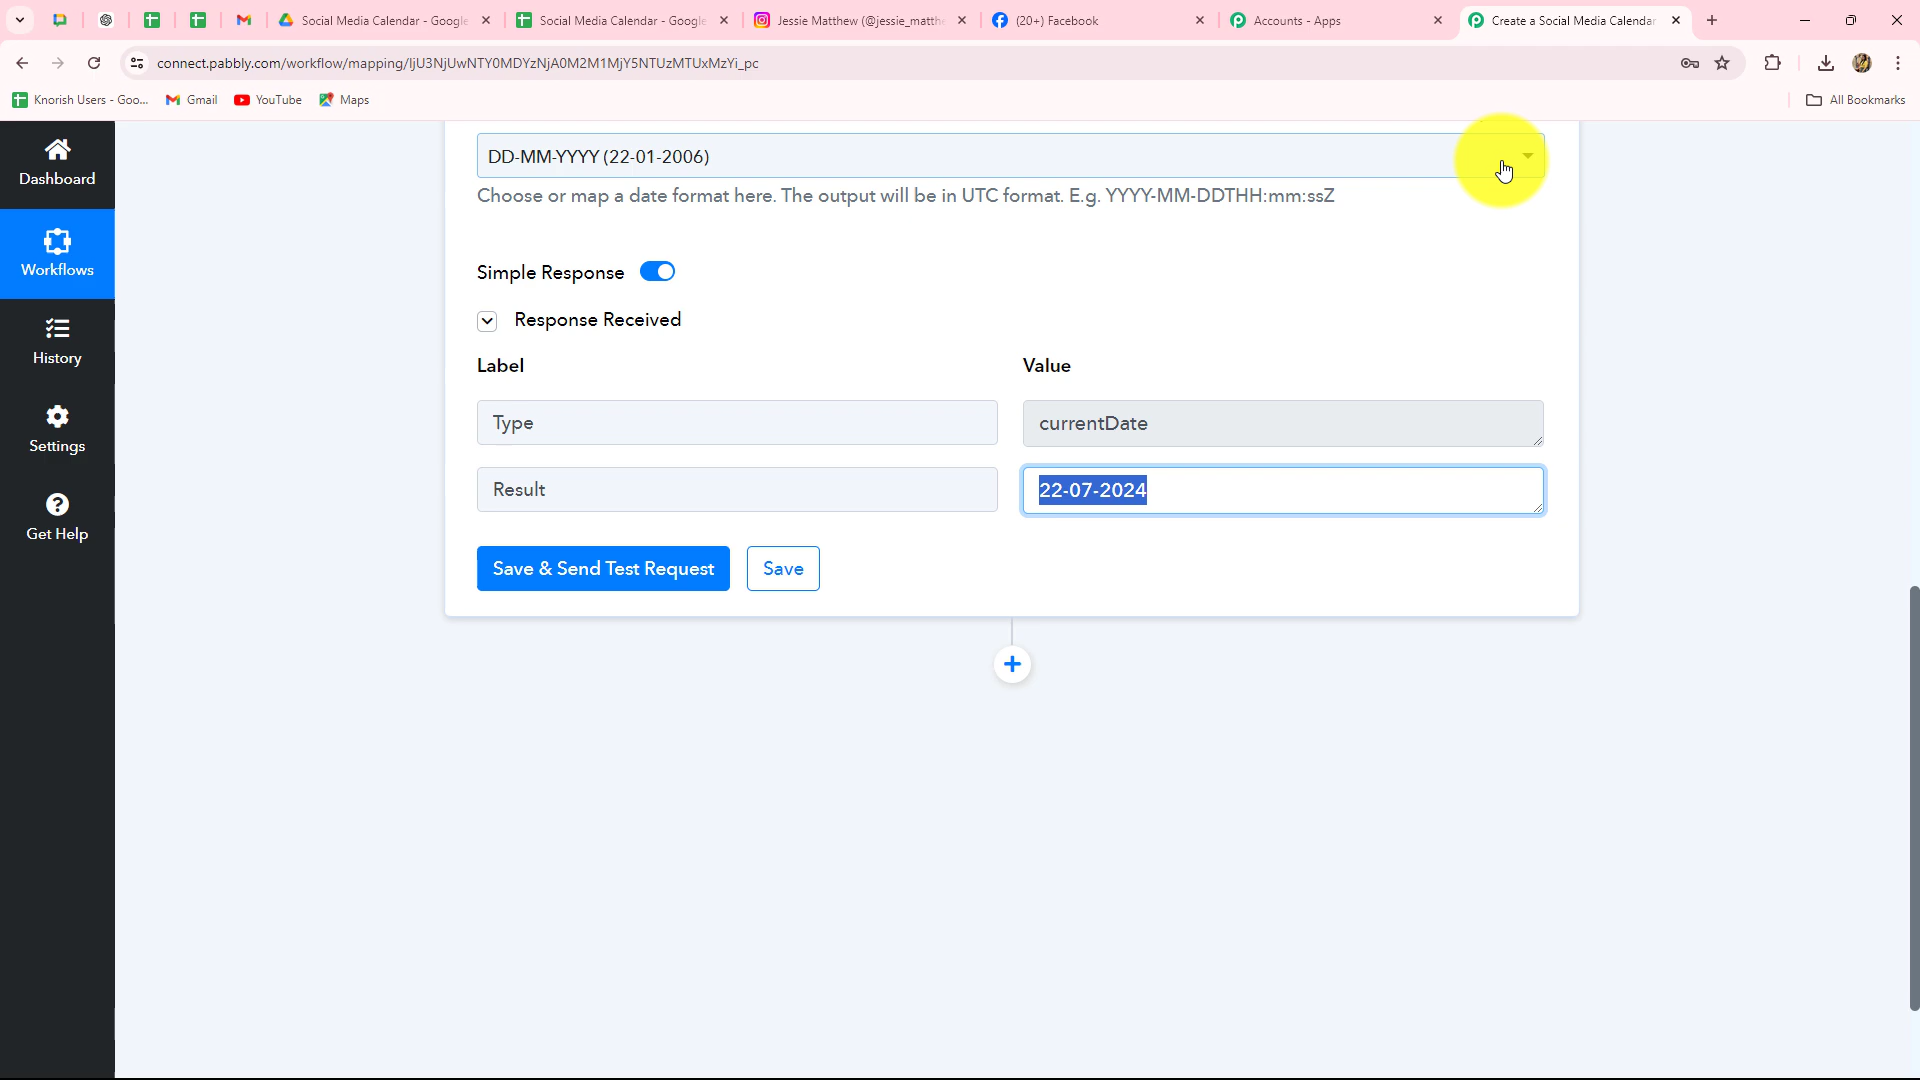 Social Media Calendar - Google
Social Media Calendar - Google
Jessie Matthew (@jessie_matthe
(20+) Facebook
Accounts - Apps
Create a Social Media Calendar
connect.pabbly.com/workflow/mapping/IjU3NjUwNTY0MDYzNjA0M2M1MjY5NTUzMTUxMzYi_pc
Knorish Users - Goo...
Gmail
YouTube
Maps
All Bookmarks
Dashboard
Workflows
History
Settings
Get Help
DD-MM-YYYY (22-01-2006)
Choose or map a date format here. The output will be in UTC format. E.g. YYYY-MM-DDTHH:mm:ssZ
Simple Response
Response Received
Label
Value
Type
currentDate
Result
22-07-2024
Save & Send Test Request
Save